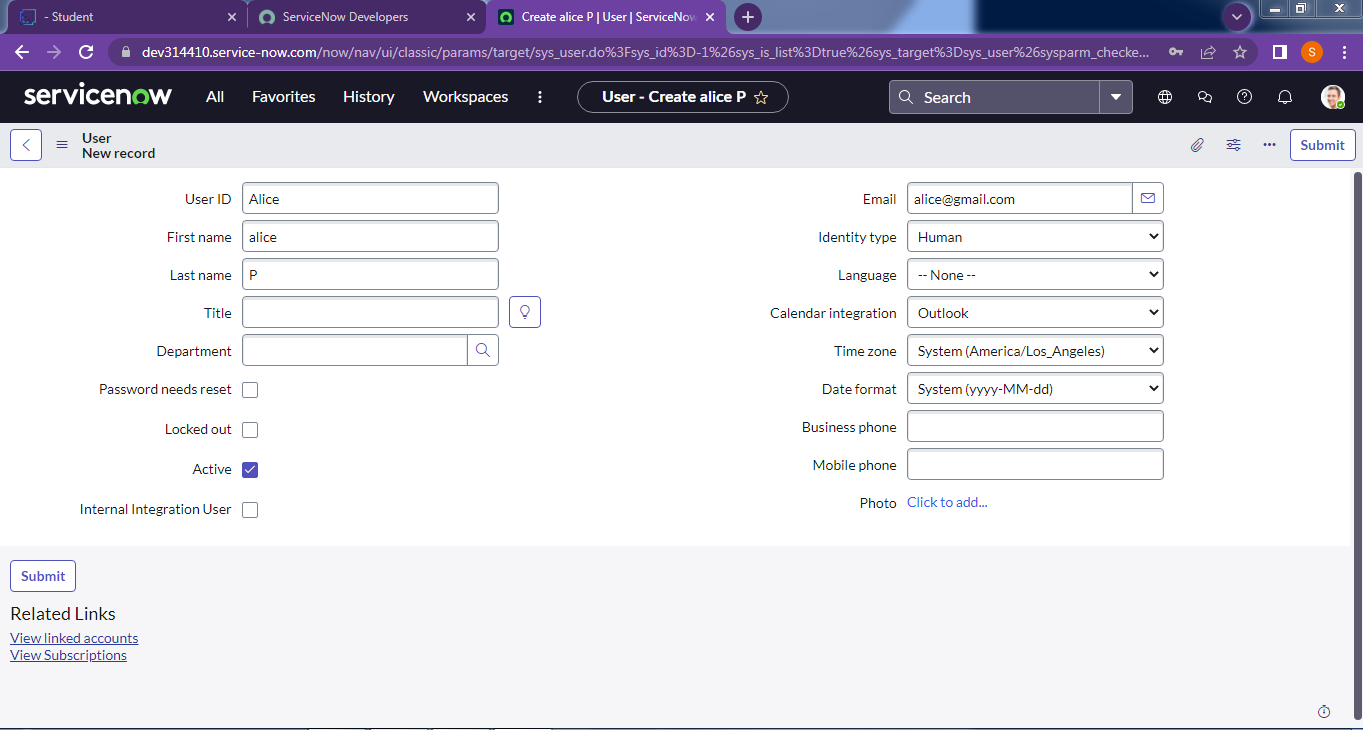 - Student
ServiceNow Developers
Create alice P | User | ServiceNow
dev314410.service-now.com/now/nav/ui/classic/params/target/sys_user.do%3Fsys_id%3D-1%26sys_is_list%3Dtrue%26sys_target%3Dsys_user%26sysparm_checke...
S
servicenow
All
Favorites
History
Workspaces
User - Create alice P
Search
User
New record
Submit
User ID
Alice
First name
alice
Last name
P
Title
Department
Password needs reset
Locked out
Active
Internal Integration User
Email
alice@gmail.com
Identity type
Human
Language
-- None --
Calendar integration
Outlook
Time zone
System (America/Los_Angeles)
Date format
System (yyyy-MM-dd)
Business phone
Mobile phone
Photo
Click to add...
Submit
Related Links
View linked accounts
View Subscriptions